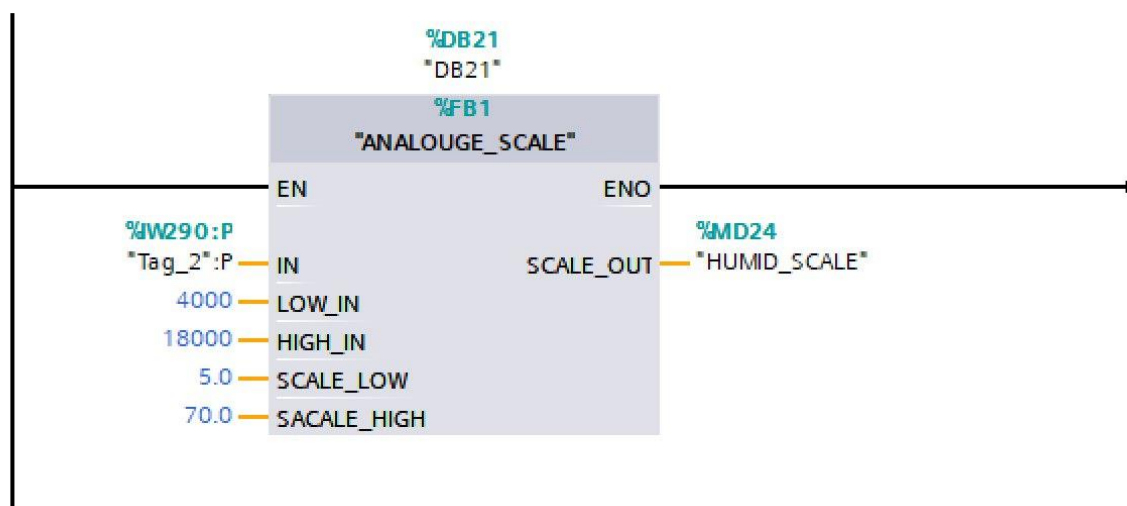 %DB21
"DB21"
%FB1
"ANALOUGE_SCALE"
EN ENO
%IW290:P %MD24
"Tag_2":P IN SCALE_OUT "HUMID_SCALE"
4000 LOW_IN
18000 HIGH_IN
5.0 SCALE_LOW
70.0 SACALE_HIGH